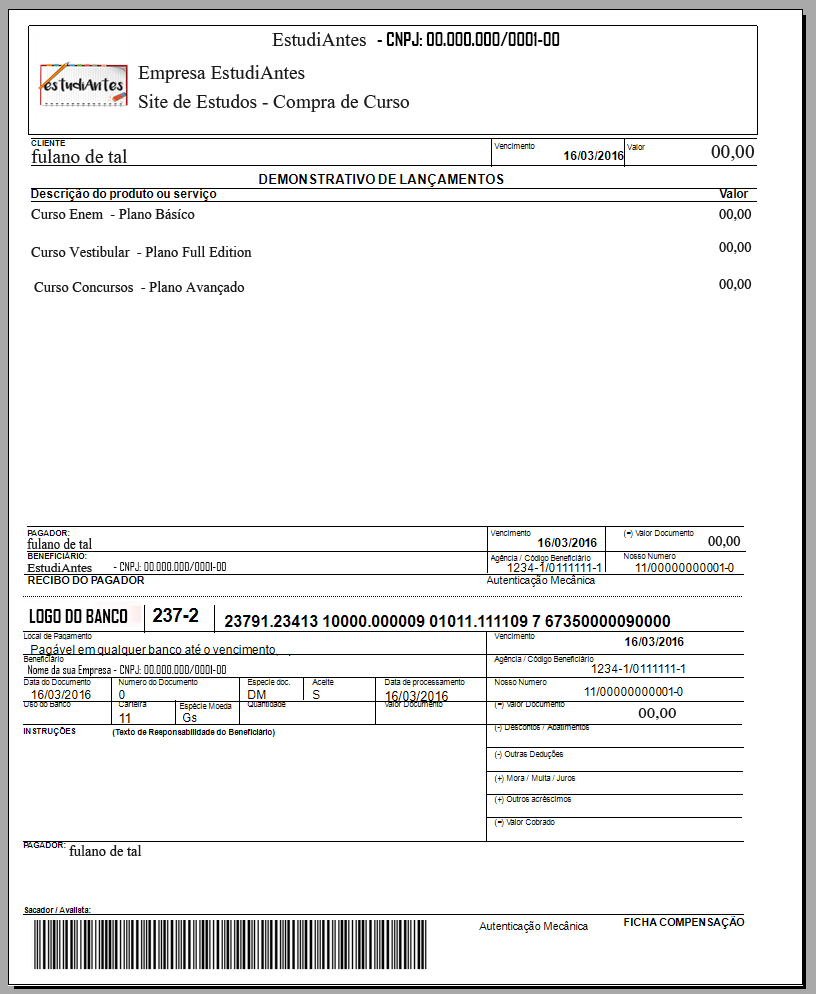 EstudiAntes - CNPJ: 00.000.000/0001-00
estudiAntes
Empresa EstudiAntes
Site de Estudos - Compra de Curso
CLIENTE
fulano de tal
Vencimento
16/03/2016
Valor
00,00
DEMONSTRATIVO DE LANÇAMENTOS
Descrição do produto ou serviço Valor
Curso Enem - Plano Básíco 00,00
Curso Vestibular - Plano Full Edition 00,00
Curso Concursos - Plano Avançado 00,00
PAGADOR:
fulano de tal
Vencimento
16/03/2016
(=) Valor Documento
00,00
BENEFICIÁRIO:
EstudiAntes - CNPJ: 00.000.000/0001-00
Agência / Código Beneficiário
1234-1/0111111-1
Nosso Numero
11/00000000001-0
RECIBO DO PAGADOR Autenticação Mecânica
LOGO DO BANCO 237-2 23791.23413 10000.000009 01011.111109 7 67350000090000
Local de Pagamento
Pagável em qualquer banco até o vencimento.
Vencimento
16/03/2016
Beneficiário
Nome da sua Empresa - CNPJ: 00.000.000/0001-00
Agência / Código Beneficiário
1234-1/0111111-1
Data do Documento
16/03/2016
Numero do Documento
0
Especie doc.
DM
Aceite
S
Data de processamento
16/03/2016
Nosso Numero
11/00000000001-0
Uso do Banco
Carteira
11
Espécie Moeda
Gs
Quantidade
Valor Documento
(=) Valor Documento
00,00
INSTRUÇÕES (Texto de Responsabilidade do Beneficiário)
(-) Descontos / Abatimentos
(-) Outras Deduções
(+) Mora / Multa / Juros
(+) Outros acréscimos
(=) Valor Cobrado
PAGADOR: fulano de tal
Sacador / Avalista:
Autenticação Mecânica FICHA COMPENSAÇÃO